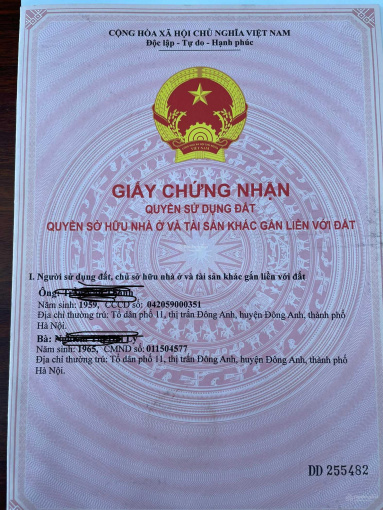 CỘNG HÒA XÃ HỘI CHỦ NGHĨA VIỆT NAM
Độc lập - Tự do - Hạnh phúc
VIỆT NAM
GIẤY CHỨNG NHẬN
QUYỀN SỬ DỤNG ĐẤT
QUYỀN SỞ HỮU NHÀ Ở VÀ TÀI SẢN KHÁC GẮN LIỀN VỚI ĐẤT
I. Người sử dụng đất, chủ sở hữu nhà ở và tài sản khác gắn liền với đất
Ông:
Năm sinh: 1959, CCCD số: 042059000351
Địa chỉ thường trú: Tổ dân phố 11, thị trấn Đông Anh, huyện Đông Anh, thành phố
Hà Nội.
Bà:
Năm sinh: 1965, CMND số: 011504577
Địa chỉ thường trú: Tổ dân phố 11, thị trấn Đông Anh, huyện Đông Anh, thành phố
Hà Nội.
DD 255482